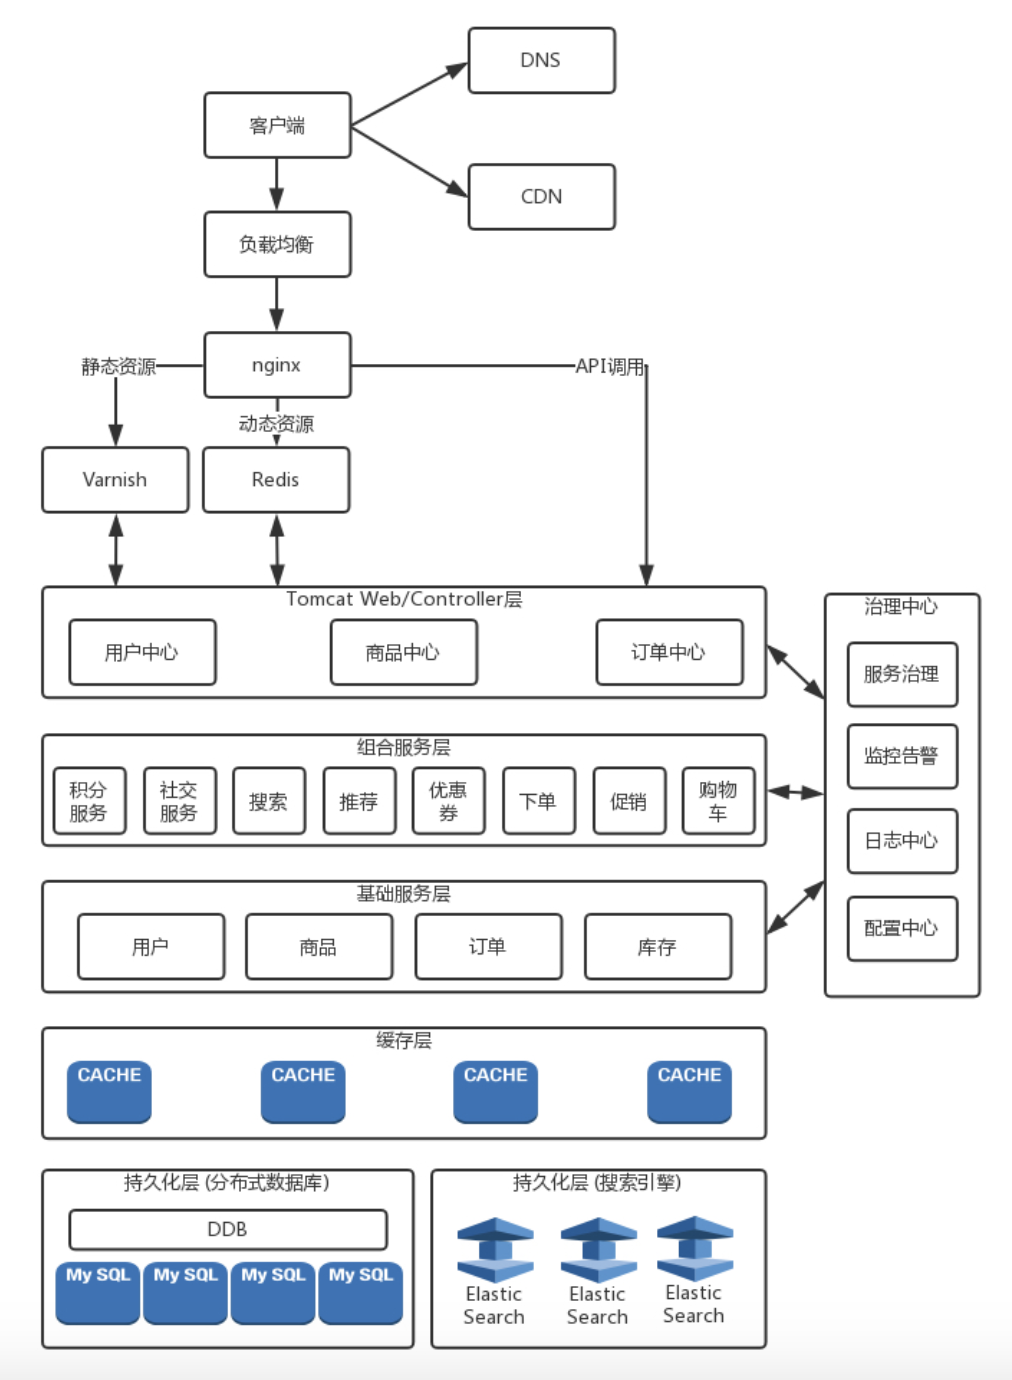 DNS
客户端
CDN
负载均衡
nginx
静态资源
API调用
动态资源
Varnish
Redis
Tomcat Web/Controller层
用户中心
商品中心
订单中心
治理中心
服务治理
监控告警
日志中心
配置中心
组合服务层
积分
服务
社交
服务
搜索
推荐
优惠
券
下单
促销
购物
车
基础服务层
用户
商品
订单
库存
缓存层
CACHE
CACHE
CACHE
CACHE
持久化层 (分布式数据库)
DDB
My SQL
My SQL
My SQL
My SQL
持久化层 (搜索引擎)
Elastic
Search
Elastic
Search
Elastic
Search